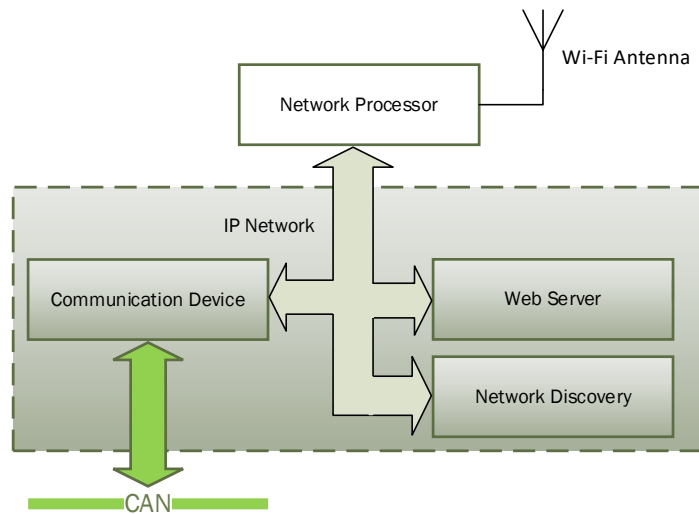 Wi-Fi Antenna
Network Processor
IP Network
Communication Device
Web Server
Network Discovery
CAN